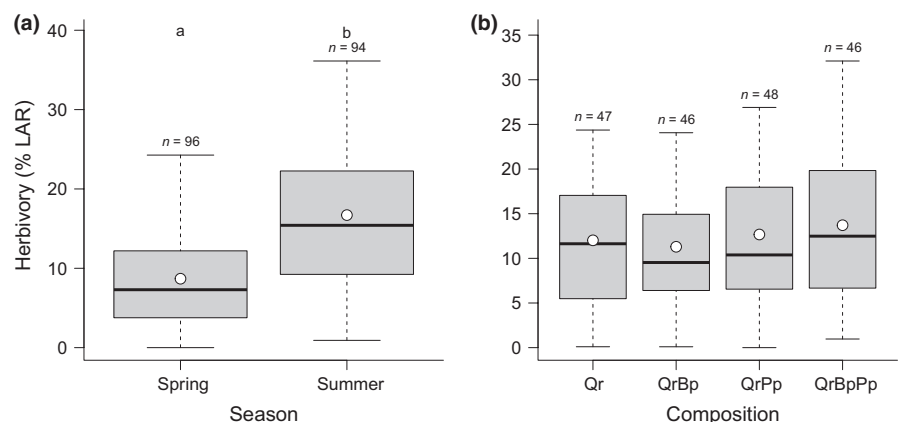 (a)
Herbivory (% LAR)
40
30
20
10
0
a
n = 96
b
n = 94
Spring
Summer
Season
(b)
35
30
25
20
15
10
5
0
n = 47
n = 46
n = 48
n = 46
Qr
QrBp
QrPp
QrBpPp
Composition